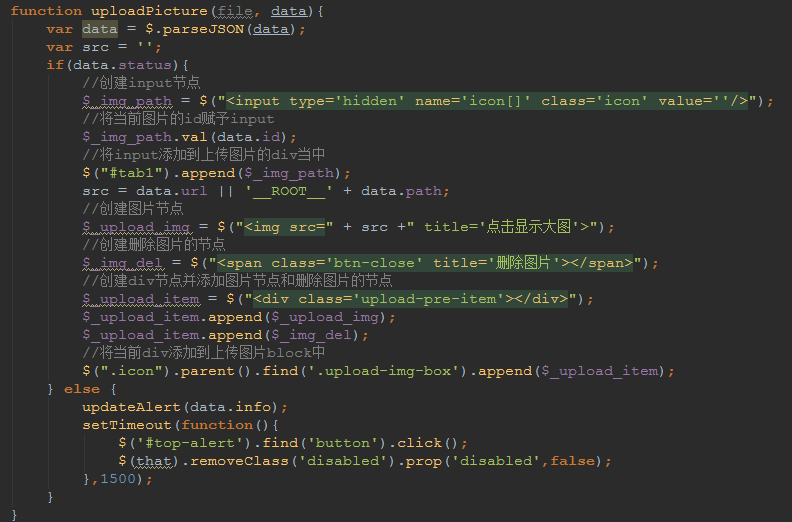 function uploadPicture(file, data){
    var data = $.parseJSON(data);
    var src = '';
    if(data.status){
        //创建input节点
        $_img_path = $("<input type='hidden' name='icon[]' class='icon' value=''/>");
        //将当前图片的id赋予input
        $_img_path.val(data.id);
        //将input添加到上传图片的div当中
        $("#tab1").append($_img_path);
        src = data.url || '__ROOT__' + data.path;
        //创建图片节点
        $_upload_img = $("<img src=" + src +" title='点击显示大图'>");
        //创建删除图片的节点
        $_img_del = $("<span class='btn-close' title='删除图片'></span>");
        //创建div节点并添加图片节点和删除图片的节点
        $_upload_item = $("<div class='upload-pre-item'></div>");
        $_upload_item.append($_upload_img);
        $_upload_item.append($_img_del);
        //将当前div添加到上传图片block中
        $(".icon").parent().find('.upload-img-box').append($_upload_item);
    } else {
        updateAlert(data.info);
        setTimeout(function(){
            $('#top-alert').find('button').click();
            $(that).removeClass('disabled').prop('disabled',false);
        },1500);
    }
}